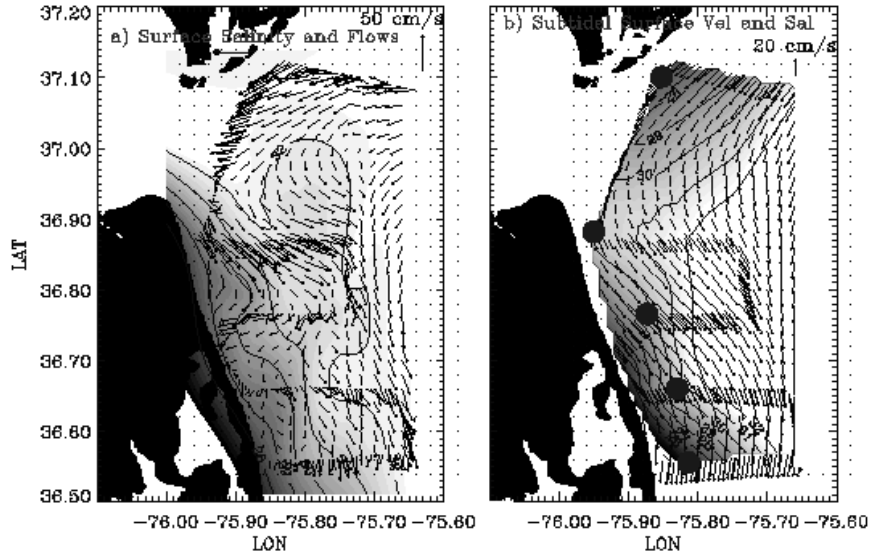 50 cm/s
a) Surface Salinity and Flows
b) Subtidal Surface Vel and Sal
20 cm/s
37.20
37.10
37.00
36.90
36.80
36.70
36.60
36.50
LAT
30
-76.00 -75.90 -75.80 -75.70 -75.60
LON
-76.00 -75.90 -75.80 -75.70 -75.60
LON